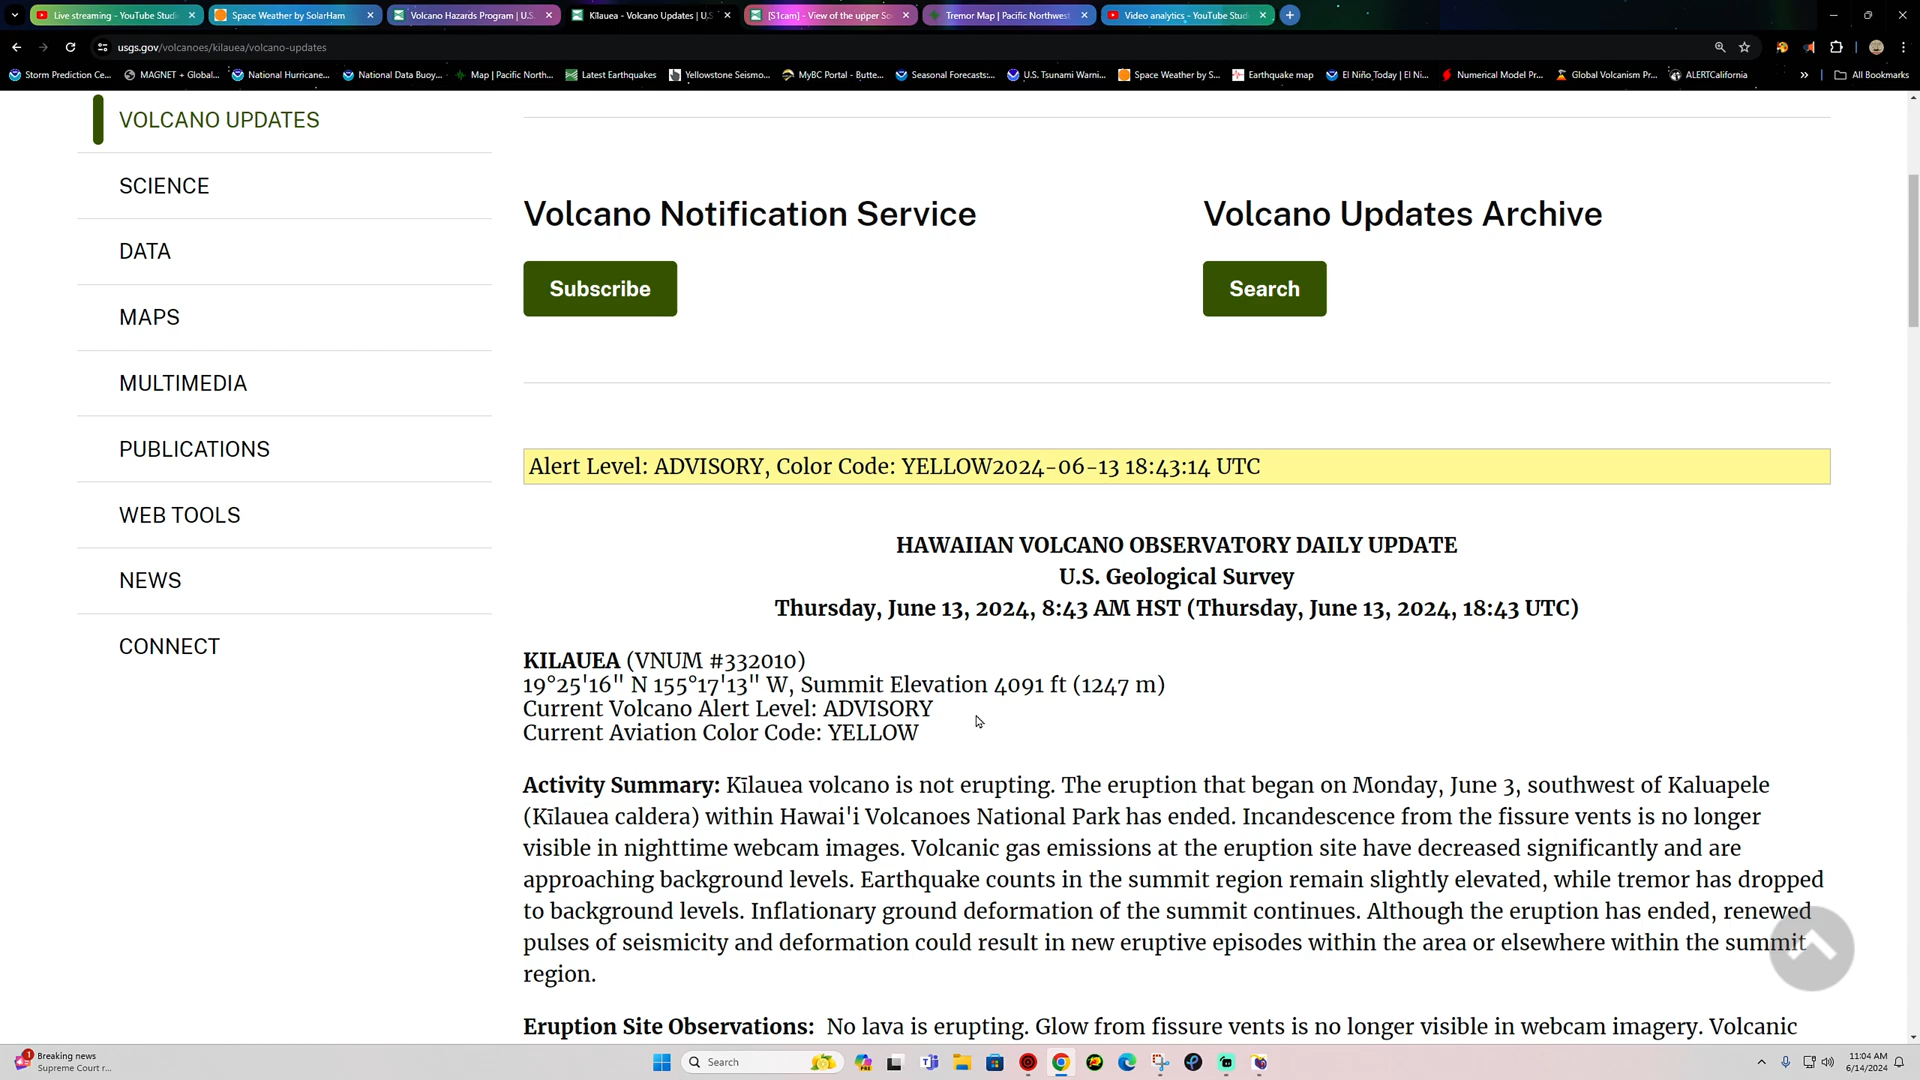 Live streaming - YouTube Studi
Space Weather by SolarHam
Volcano Hazards Program | U.S.
Kīlauea - Volcano Updates | U.S
[S1cam] - View of the upper So
Tremor Map | Pacific Northwest
Video analytics - YouTube Studi
usgs.gov/volcanoes/kilauea/volcano-updates
Storm Prediction Ce...
MAGNET + Global...
National Hurricane...
National Data Buoy...
Map | Pacific North...
Latest Earthquakes
Yellowstone Seismo...
MyBC Portal - Butte...
Seasonal Forecasts:...
U.S. Tsunami Warni...
Space Weather by S...
Earthquake map
El Niño Today | El Ni...
Numerical Model Pr...
Global Volcanism Pr...
ALERTCalifornia
All Bookmarks
VOLCANO UPDATES
SCIENCE
DATA
MAPS
MULTIMEDIA
PUBLICATIONS
WEB TOOLS
NEWS
CONNECT
Volcano Notification Service
Subscribe
Volcano Updates Archive
Search
Alert Level: ADVISORY, Color Code: YELLOW2024-06-13 18:43:14 UTC
HAWAIIAN VOLCANO OBSERVATORY DAILY UPDATE
U.S. Geological Survey
Thursday, June 13, 2024, 8:43 AM HST (Thursday, June 13, 2024, 18:43 UTC)
KILAUEA (VNUM #332010)
19°25'16" N 155°17'13" W, Summit Elevation 4091 ft (1247 m)
Current Volcano Alert Level: ADVISORY
Current Aviation Color Code: YELLOW
Activity Summary: Kīlauea volcano is not erupting. The eruption that began on Monday, June 3, southwest of Kaluapele
(Kīlauea caldera) within Hawai'i Volcanoes National Park has ended. Incandescence from the fissure vents is no longer
visible in nighttime webcam images. Volcanic gas emissions at the eruption site have decreased significantly and are
approaching background levels. Earthquake counts in the summit region remain slightly elevated, while tremor has dropped
to background levels. Inflationary ground deformation of the summit continues. Although the eruption has ended, renewed
pulses of seismicity and deformation could result in new eruptive episodes within the area or elsewhere within the summit
region.
Eruption Site Observations: No lava is erupting. Glow from fissure vents is no longer visible in webcam imagery. Volcanic
1
Breaking news
Supreme Court r...
Search
11:04 AM
6/14/2024